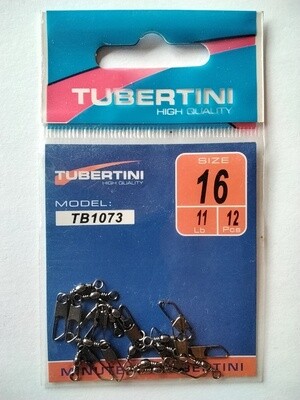 TUBERTINI
HIGH QUALITY
TUBERTINI
HIGH QUALITY
MODEL:
TB1073
SIZE
16
11
Lb
12
Pcs